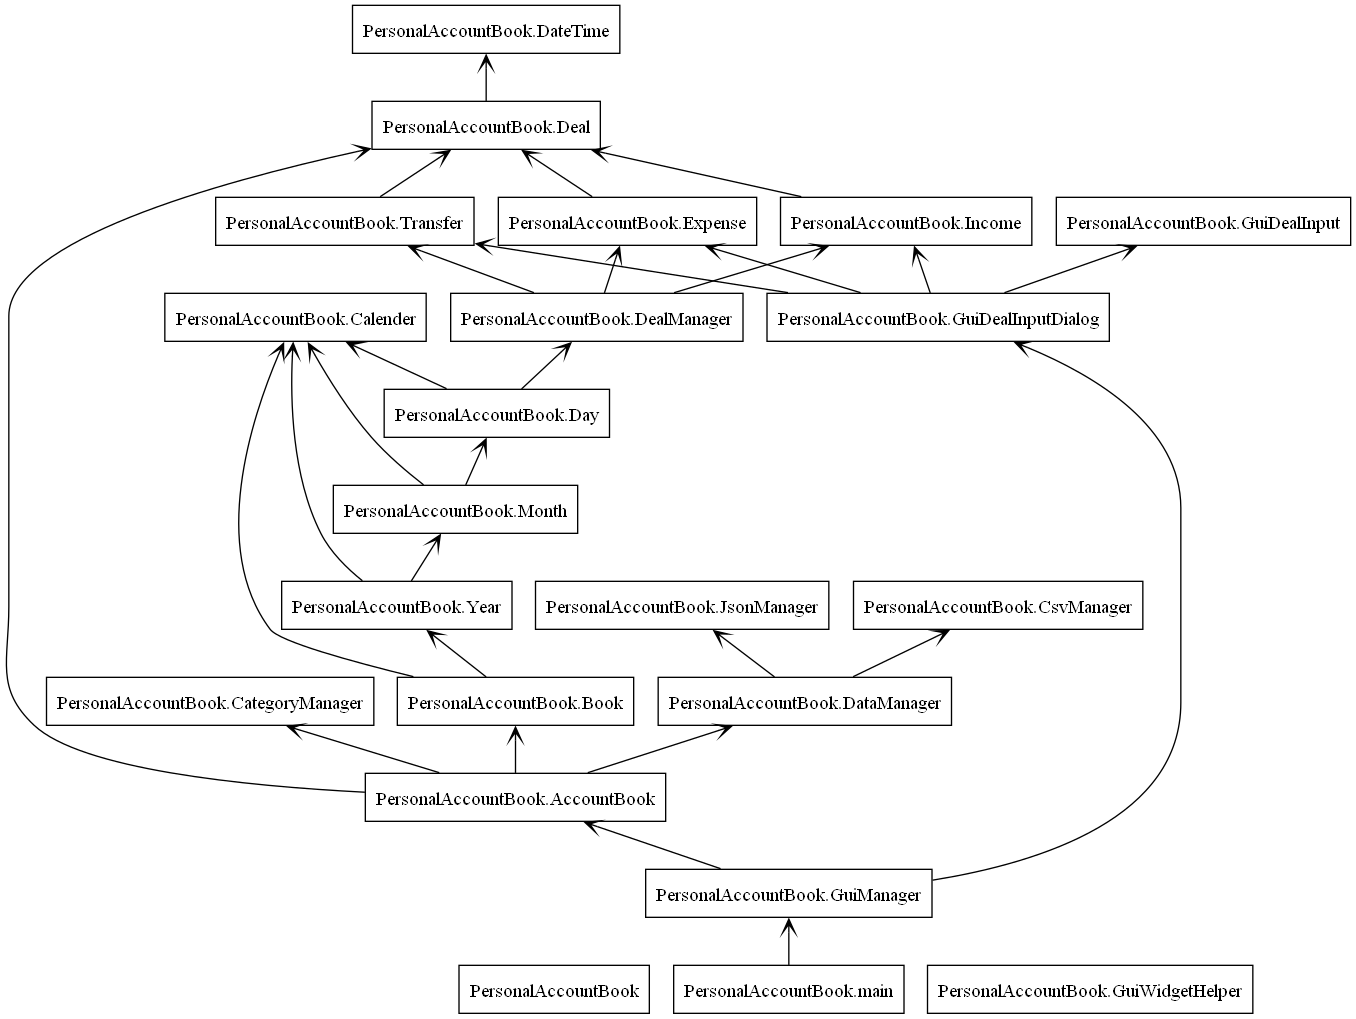 PersonalAccountBook.DateTime
PersonalAccountBook.Deal
PersonalAccountBook.Transfer
PersonalAccountBook.Expense
PersonalAccountBook.Income
PersonalAccountBook.GuiDealInput
PersonalAccountBook.Calender
PersonalAccountBook.DealManager
PersonalAccountBook.GuiDealInputDialog
PersonalAccountBook.Day
PersonalAccountBook.Month
PersonalAccountBook.Year
PersonalAccountBook.JsonManager
PersonalAccountBook.CsvManager
PersonalAccountBook.CategoryManager
PersonalAccountBook.Book
PersonalAccountBook.DataManager
PersonalAccountBook.AccountBook
PersonalAccountBook.GuiManager
PersonalAccountBook
PersonalAccountBook.main
PersonalAccountBook.GuiWidgetHelper